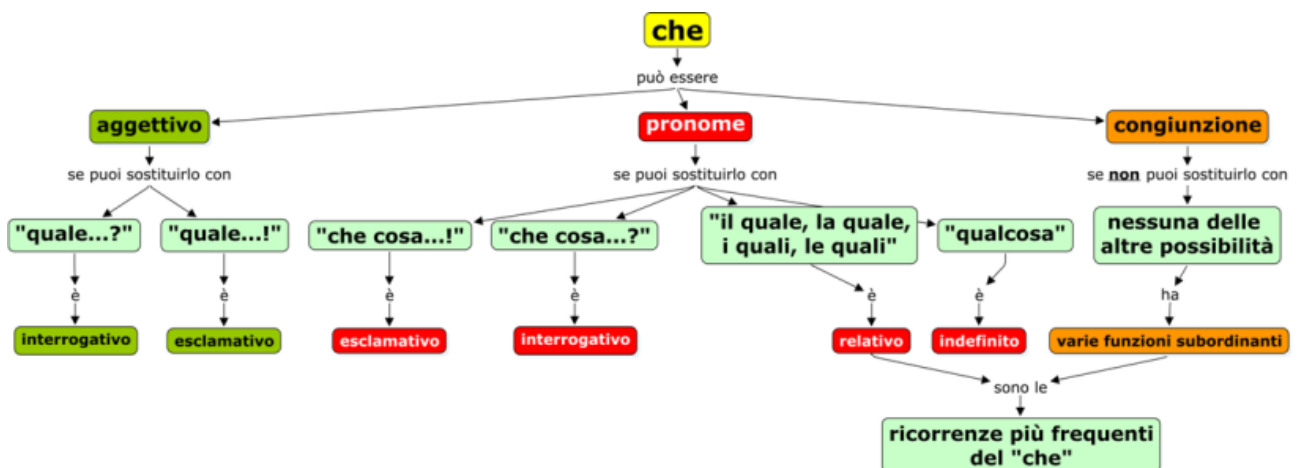 che
può essere
aggettivo
pronome
congiunzione
se puoi sostituirlo con
se puoi sostituirlo con
se non puoi sostituirlo con
"quale...?"
"quale...!"
"che cosa...!"
"che cosa...?"
"il quale, la quale,
i quali, le quali"
"qualcosa"
nessuna delle
altre possibilità
è
è
è
è
è
è
ha
interrogativo
esclamativo
esclamativo
interrogativo
relativo
indefinito
varie funzioni subordinanti
sono le
ricorrenze più frequenti
del "che"